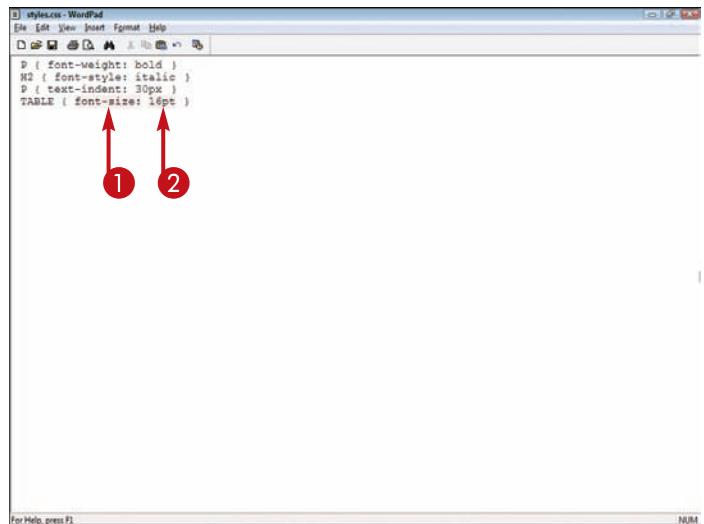 styles.css - WordPad
File Edit View Insert Format Help
P { font-weight: bold }
H2 { font-style: italic }
P { text-indent: 30px }
TABLE { font-size: 16pt }
1 2
For Help, press F1 NUM